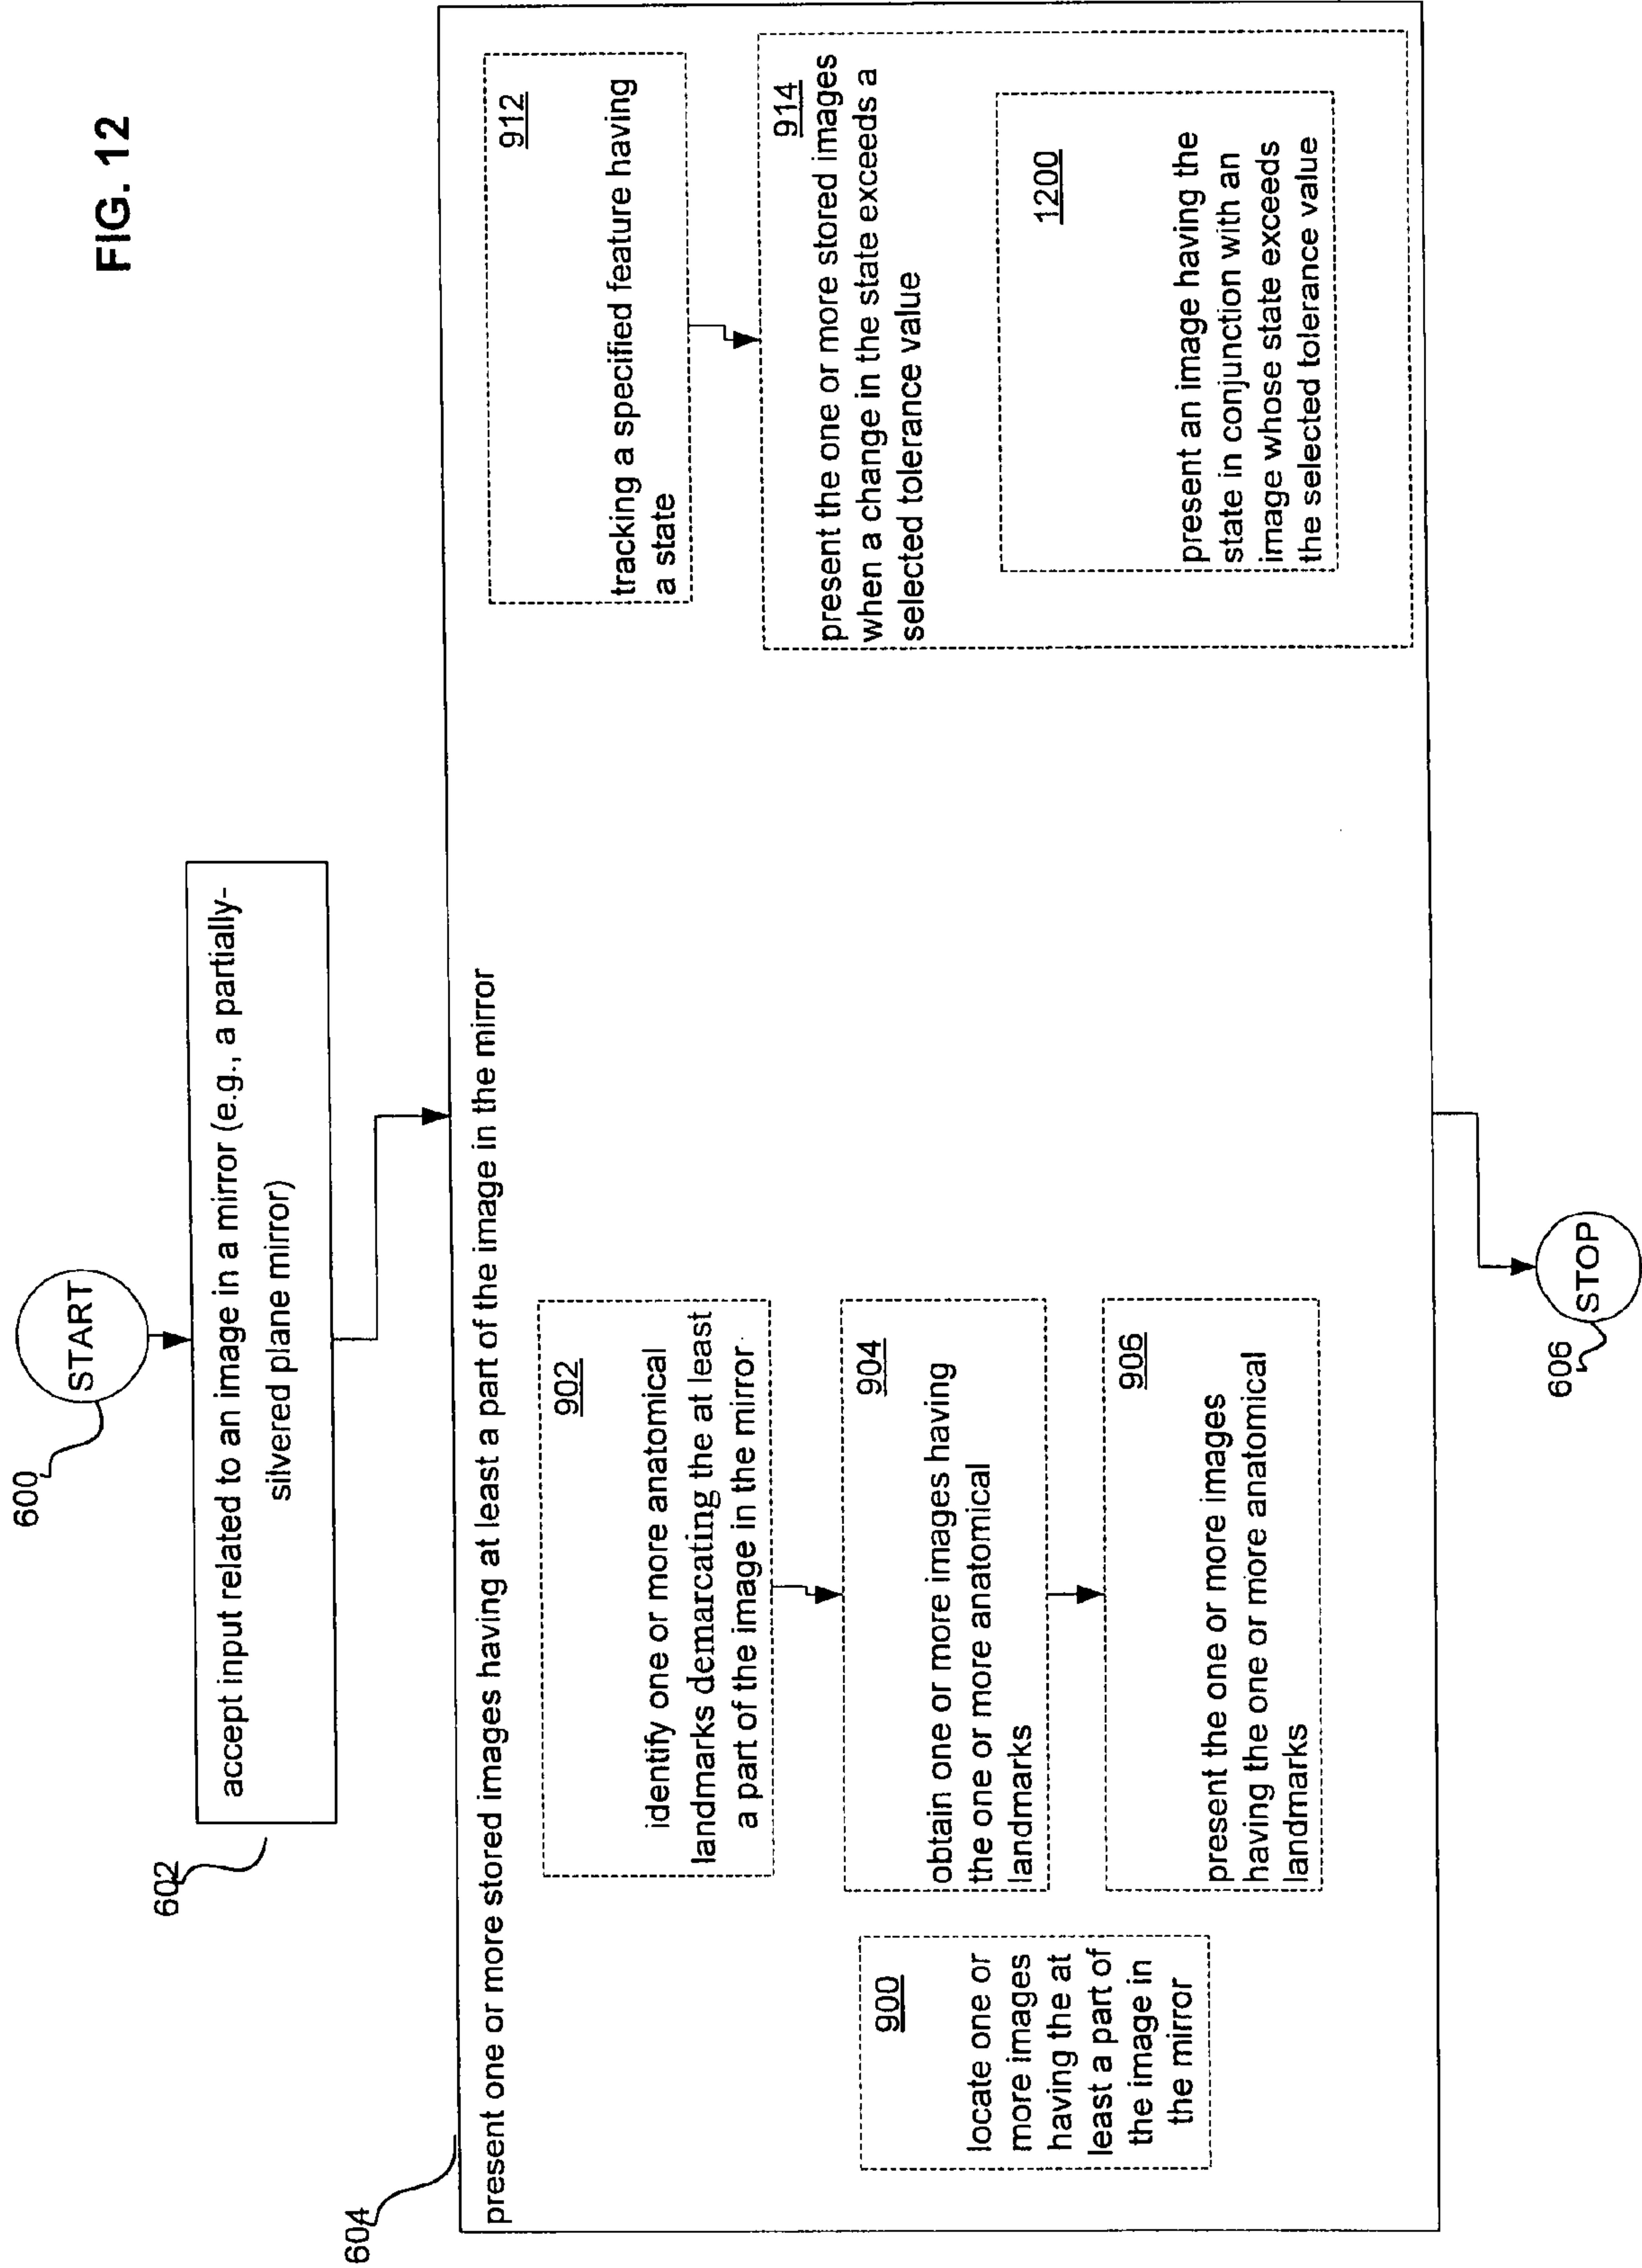 FIG. 12
600
START
602
accept input related to an image in a mirror (e.g., a partially-
silvered plane mirror)
604
present one or more stored images having at least a part of the image in the mirror
900
locate one or
more images
having the at
least a part of
the image in
the mirror
902
identify one or more anatomical
landmarks demarcating the at least
a part of the image in the mirror
904
obtain one or more images having
the one or more anatomical
landmarks
906
present the one or more images
having the one or more anatomical
landmarks
912
tracking a specified feature having
a state
914
present the one or more stored images
when a change in the state exceeds a
selected tolerance value
1200
present an image having the
state in conjunction with an
image whose state exceeds
the selected tolerance value
606
STOP